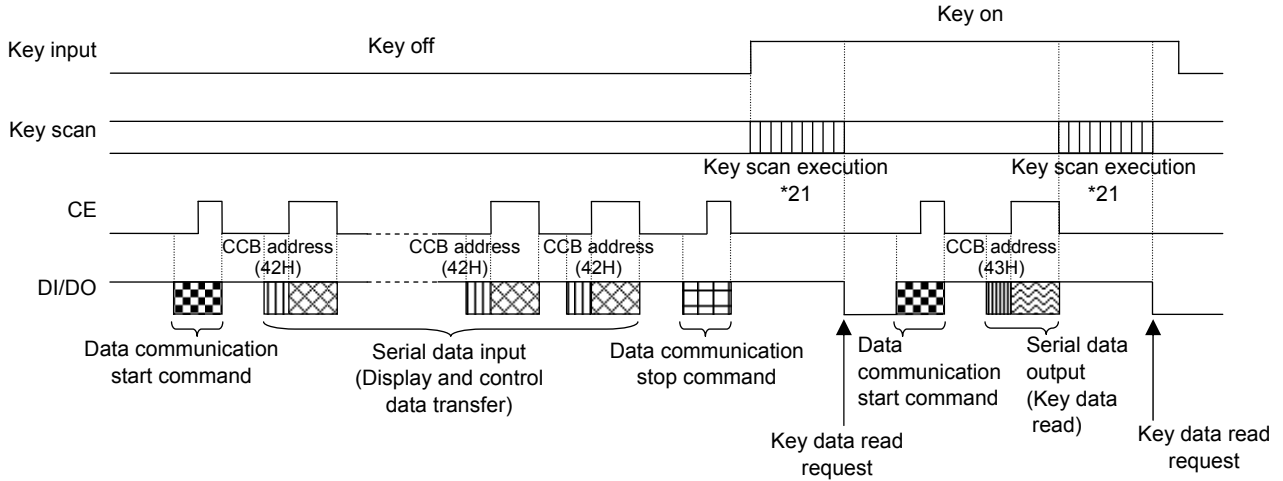 Key on
Key input
Key off
Key scan
Key scan execution
*21
Key scan execution
*21
CE
CCB address
(42H)
CCB address
(42H)
CCB address
(42H)
CCB address
(43H)
DI/DO
Data communication
start command
Serial data input
(Display and control
data transfer)
Data communication
stop command
Data
communication
start command
Serial data
output
(Key data
read)
Key data read
request
Key data read
request